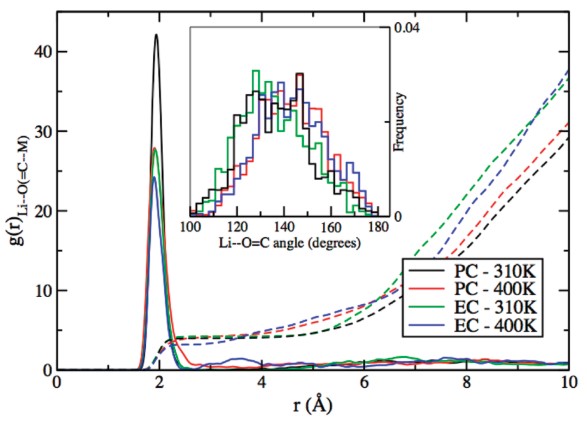 40
30
20
10
0
g(r)Li--O(=C--M)
0
2
4
6
8
10
r (Å)
0.04
Frequency
0
100
120
140
160
180
Li--O=C angle (degrees)
PC - 310K
PC - 400K
EC - 310K
EC - 400K